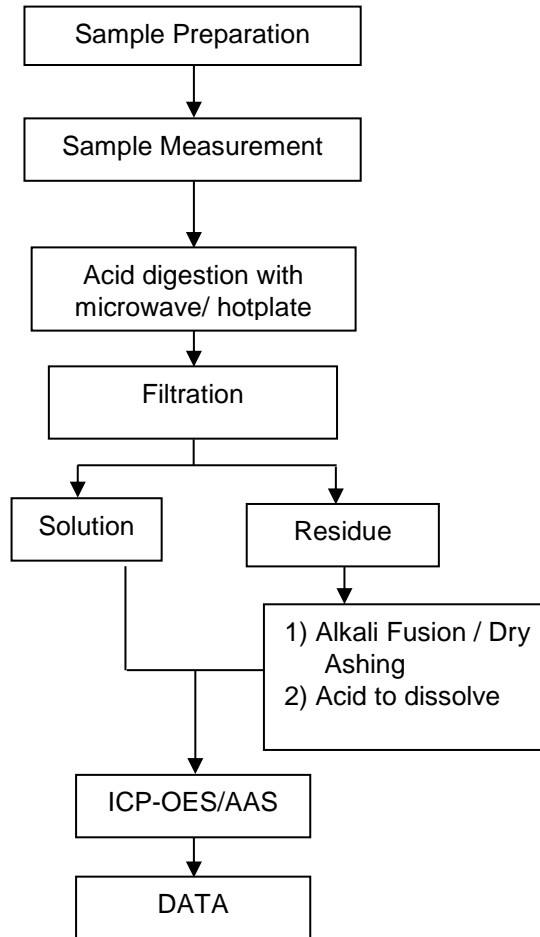 Sample Preparation
Sample Measurement
Acid digestion with
microwave/ hotplate
Filtration
Solution
Residue
1) Alkali Fusion / Dry
Ashing
2) Acid to dissolve
ICP-OES/AAS
DATA